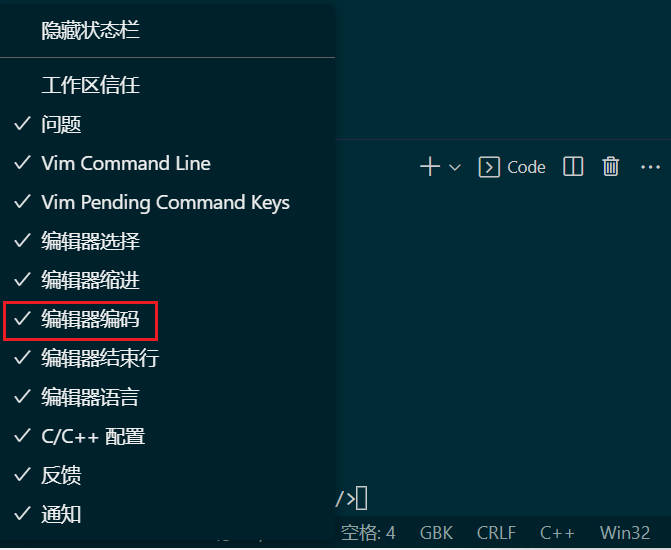 隐藏状态栏
工作区信任
问题
Vim Command Line
Vim Pending Command Keys
编辑器选择
编辑器缩进
编辑器编码
编辑器结束行
编辑器语言
C/C++ 配置
反馈
通知
Code
/>
空格: 4 GBK CRLF C++ Win32